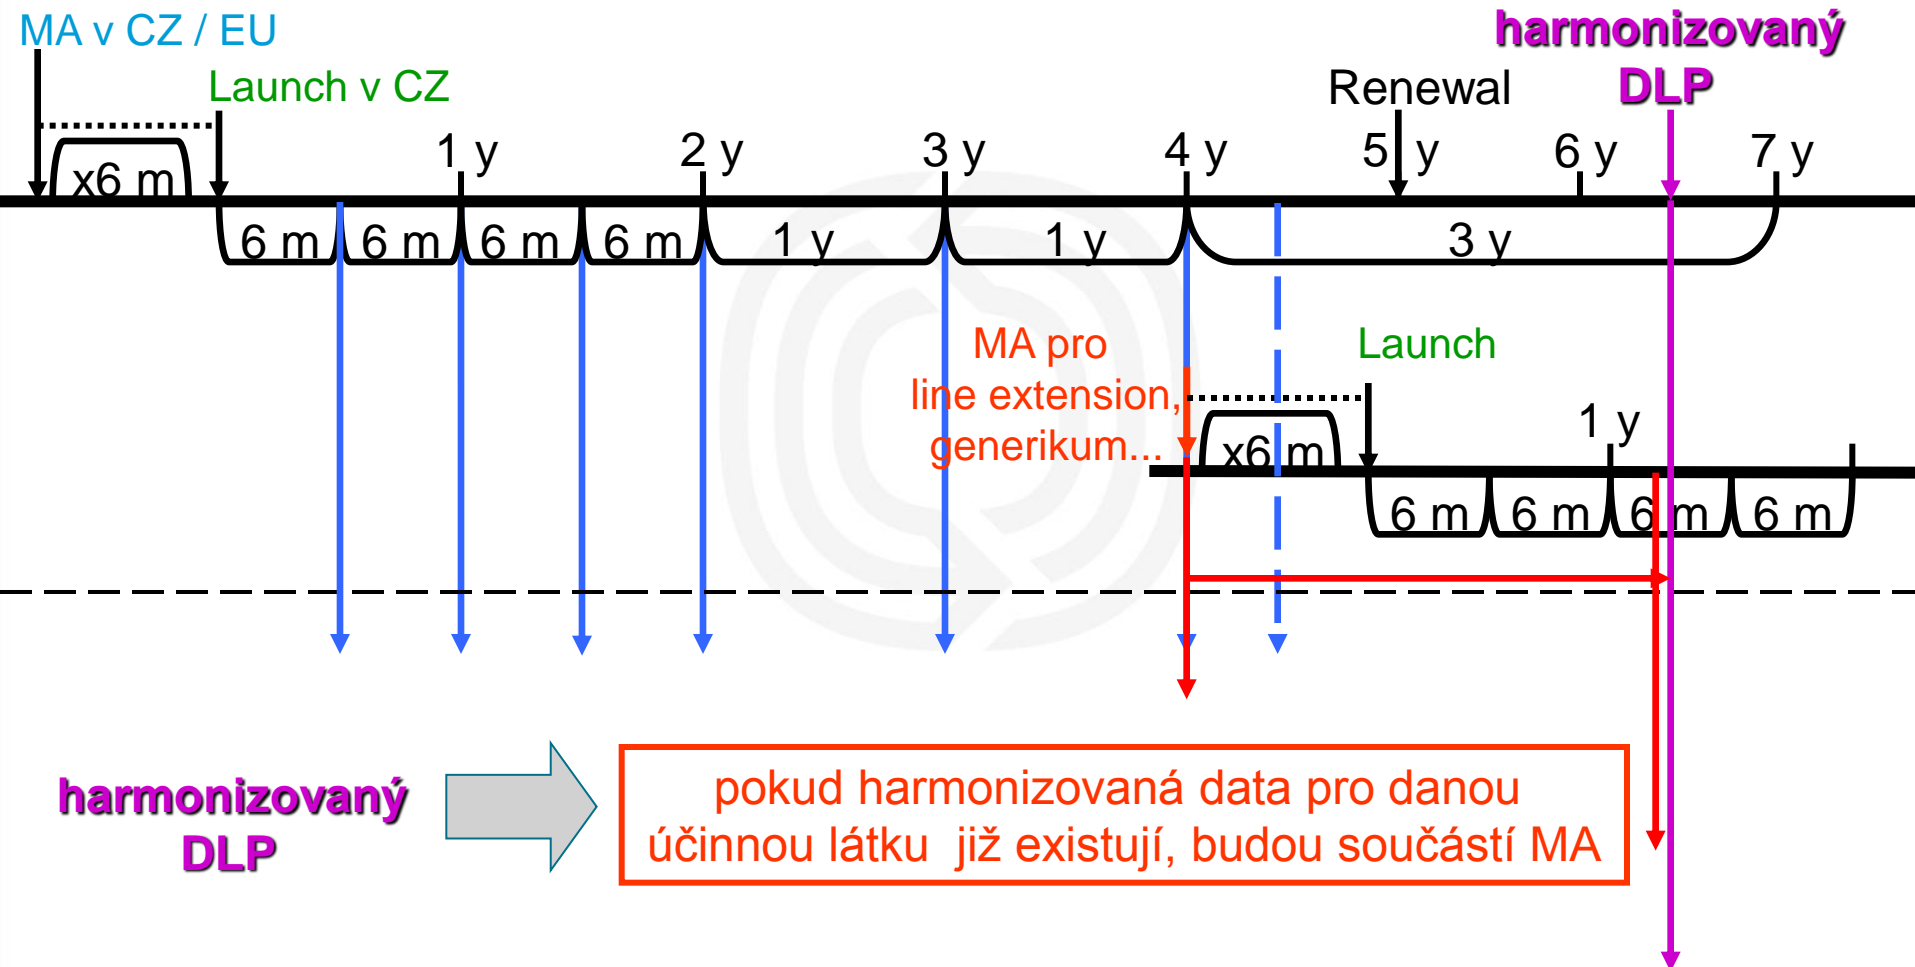 MA v CZ / EU
harmonizovaný
DLP
Launch v CZ
Renewal
1 y
2 y
3 y
4 y
5 y
6 y
7 y
x6 m
6 m
6 m
6 m
6 m
1 y
1 y
3 y
MA pro
line extension,
generikum...
Launch
1 y
x6 m
6 m
6 m
6 m
6 m
harmonizovaný
DLP
pokud harmonizovaná data pro danou
účinnou látku již existují, budou součástí MA